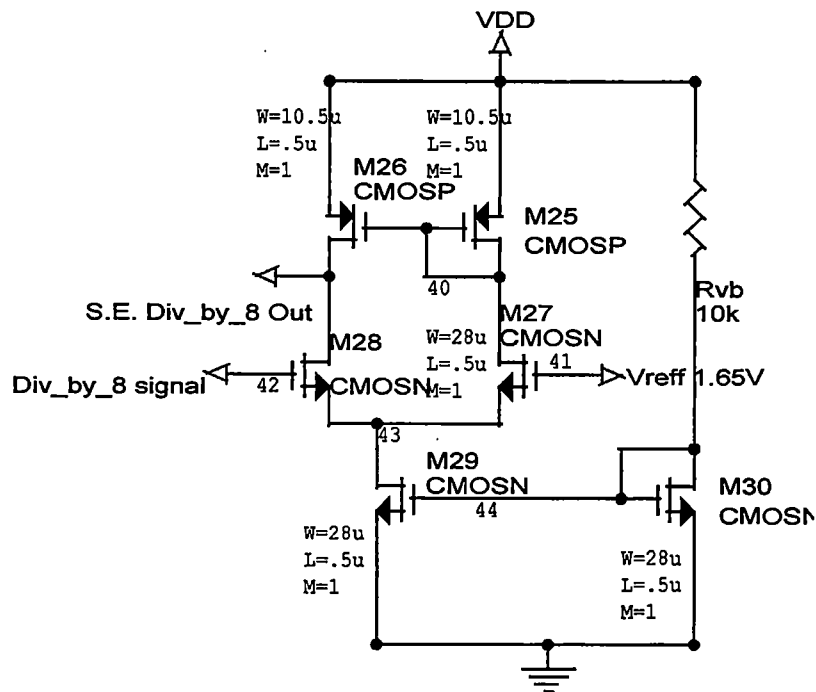 VDD
W=10.5u
L=.5u
M=1
W=10.5u
L=.5u
M=1
M26
CMOSP
M25
CMOSP
40
S.E. Div_by_8 Out
Rvb
10k
M28
CMOSN
W=28u
L=.5u
M=1
M27
CMOSN
41
Vreff 1.65V
Div_by_8 signal
42
43
M29
CMOSN
44
M30
CMOSN
W=28u
L=.5u
M=1
W=28u
L=.5u
M=1